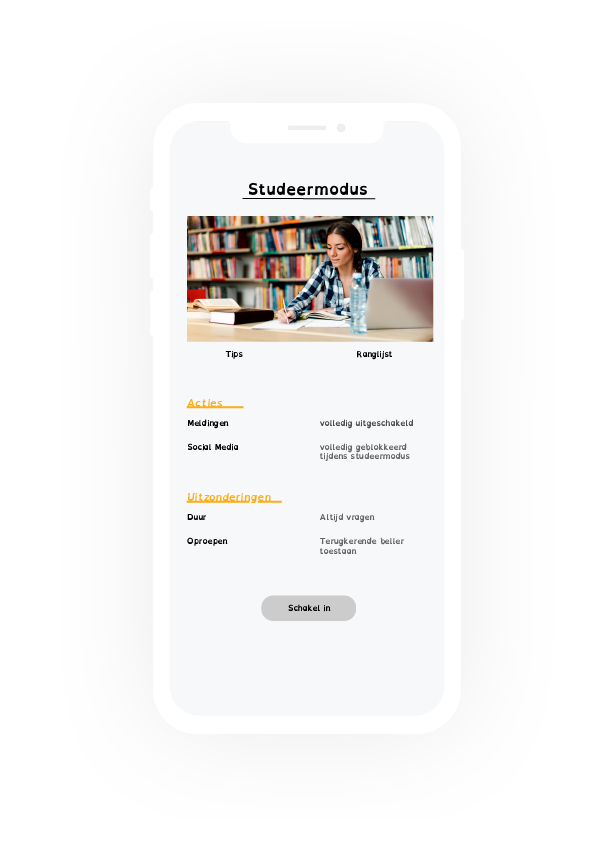 Studeermodus
Tips Ranglijst
Acties
Meldingen volledig uitgeschakeld
Social Media volledig geblokkeerd
tijdens studeermodus
Uitzonderingen
Duur Altijd vragen
Oproepen Terugkerende beller
toestaan
Schakel in